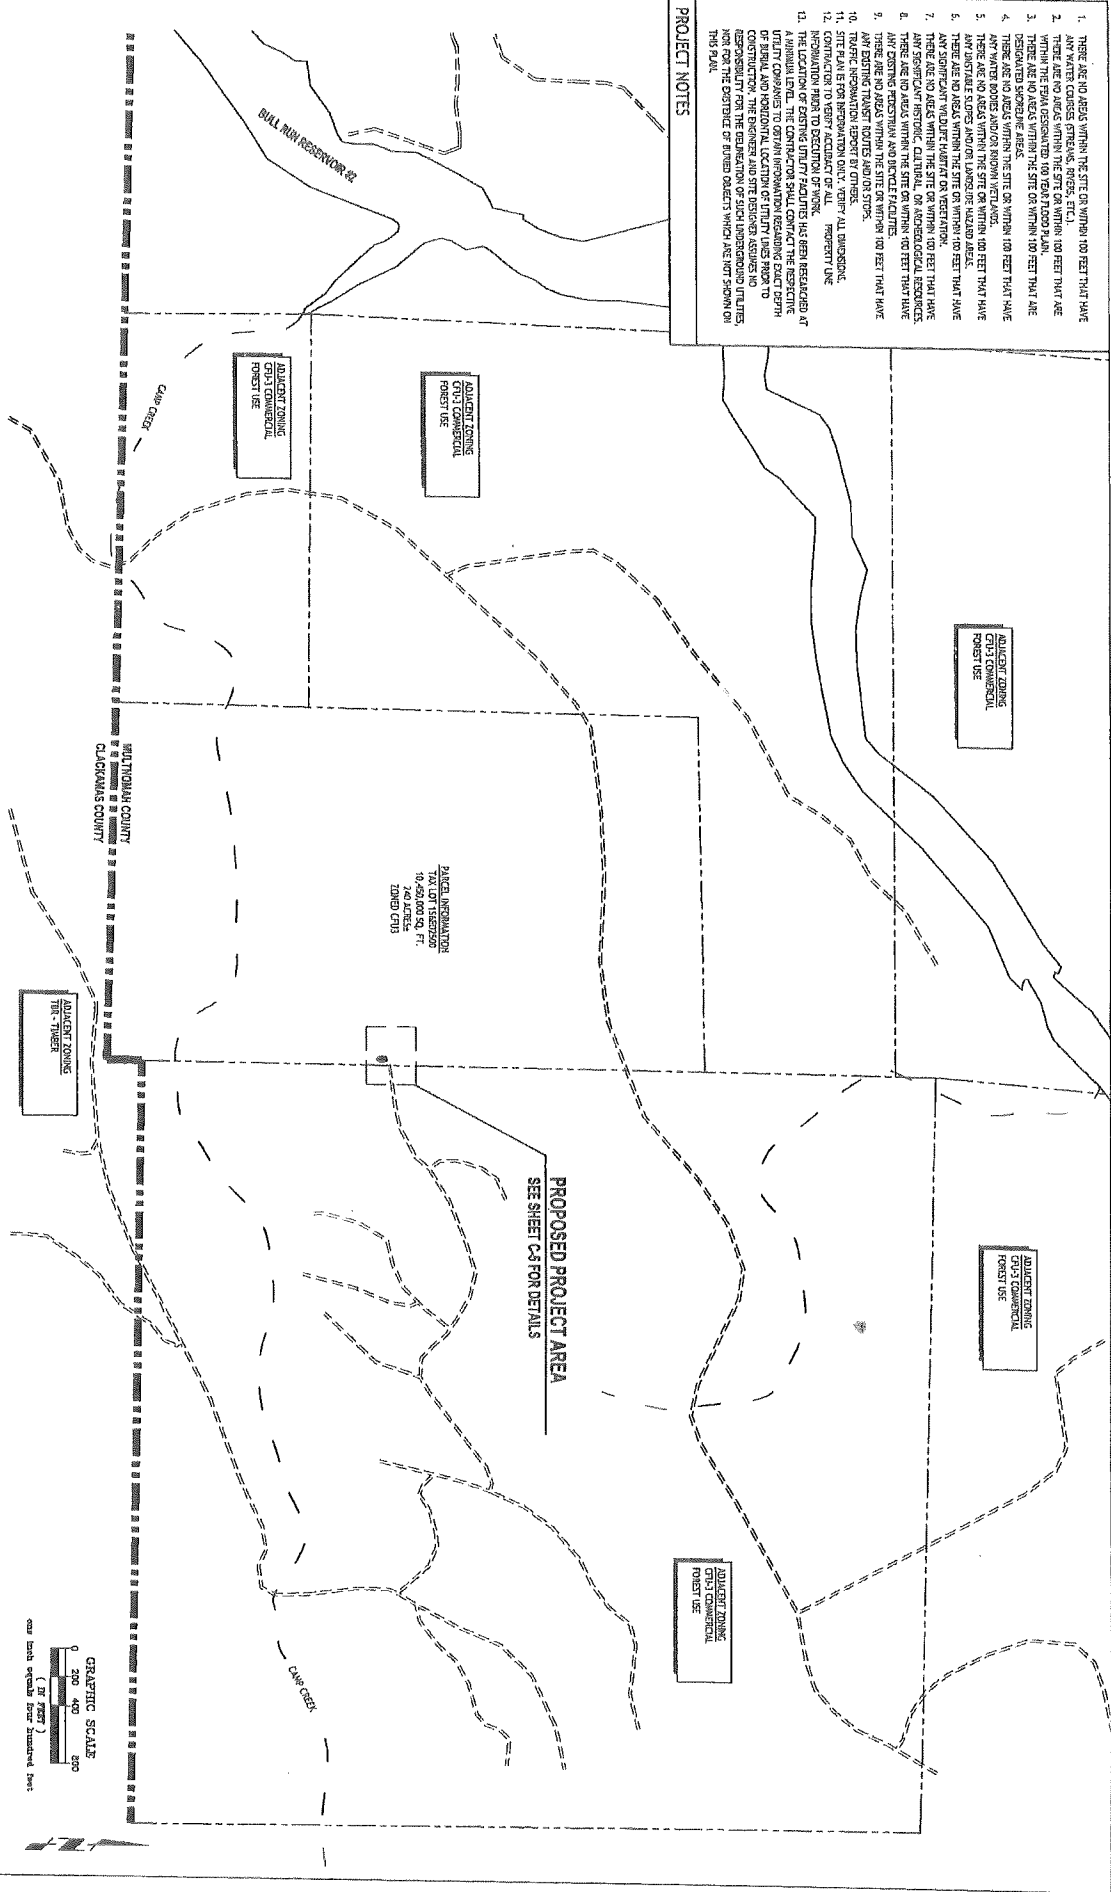 1. THERE ARE NO AREAS WITHIN THE SITE OR WITHIN 100 FEET THAT HAVE
ANY WATER COURSES (STREAMS, RIVERS, ETC.).
2. THERE ARE NO AREAS WITHIN THE SITE OR WITHIN 100 FEET THAT ARE
WITHIN THE FEMA DESIGNATED 100 YEAR FLOOD PLAIN.
3. THERE ARE NO AREAS WITHIN THE SITE OR WITHIN 100 FEET THAT ARE
DESIGNATED SHORELINE AREAS.
4. THERE ARE NO AREAS WITHIN THE SITE OR WITHIN 100 FEET THAT HAVE
ANY WATER BODIES AND/OR KNOWN WETLANDS.
5. THERE ARE NO AREAS WITHIN THE SITE OR WITHIN 100 FEET THAT HAVE
ANY UNSTABLE SLOPES AND/OR LANDSLIDE HAZARD AREAS.
6. THERE ARE NO AREAS WITHIN THE SITE OR WITHIN 100 FEET THAT HAVE
ANY SIGNIFICANT WILDLIFE HABITAT OR VEGETATION.
7. THERE ARE NO AREAS WITHIN THE SITE OR WITHIN 100 FEET THAT HAVE
ANY SIGNIFICANT HISTORIC, CULTURAL, OR ARCHEOLOGICAL RESOURCES.
8. THERE ARE NO AREAS WITHIN THE SITE OR WITHIN 100 FEET THAT HAVE
ANY EXISTING PEDESTRIAN AND BICYCLE FACILITIES.
9. THERE ARE NO AREAS WITHIN THE SITE OR WITHIN 100 FEET THAT HAVE
ANY EXISTING TRANSIT ROUTES AND/OR STOPS.
10. TRAFFIC INFORMATION REPORT BY OTHERS.
11. SITE PLAN IS FOR INFORMATION ONLY. VERIFY ALL DIMENSIONS.
12. CONTRACTOR TO VERIFY ACCURACY OF ALL PROPERTY LINE
INFORMATION PRIOR TO EXECUTION OF WORK.
13. THE LOCATION OF EXISTING UTILITY FACILITIES HAS BEEN RESEARCHED AT
A MINIMUM LEVEL. THE CONTRACTOR SHALL CONTACT THE RESPECTIVE
UTILITY COMPANIES TO OBTAIN INFORMATION REGARDING EXACT DEPTH
OF BURIAL AND HORIZONTAL LOCATION OF UTILITY LINES PRIOR TO
CONSTRUCTION. THE ENGINEER AND SITE DESIGNER ASSUMES NO
RESPONSIBILITY FOR THE DELINEATION OF SUCH UNDERGROUND UTILITIES,
NOR FOR THE EXISTENCE OF BURIED OBJECTS WHICH ARE NOT SHOWN ON
THIS PLAN.
PROJECT NOTES
BULL RUN RESERVOIR #2
ADJACENT ZONING
CFU-3 COMMERCIAL
FOREST USE
ADJACENT ZONING
CFU-3 COMMERCIAL
FOREST USE
ADJACENT ZONING
CFU-3 COMMERCIAL
FOREST USE
CAMP CREEK
MULTNOMAH COUNTY
CLACKAMAS COUNTY
PARCEL INFORMATION
TAX LOT 1S6E02500
10,450,000 SQ. FT.
240 ACRES±
ZONED CFU3
ADJACENT ZONING
TBR - TIMBER
PROPOSED PROJECT AREA
SEE SHEET C-5 FOR DETAILS
ADJACENT ZONING
CFU-3 COMMERCIAL
FOREST USE
ADJACENT ZONING
CFU-3 COMMERCIAL
FOREST USE
CAMP CREEK
GRAPHIC SCALE
0 200 400 800
( IN FEET )
one inch equals four hundred feet
N